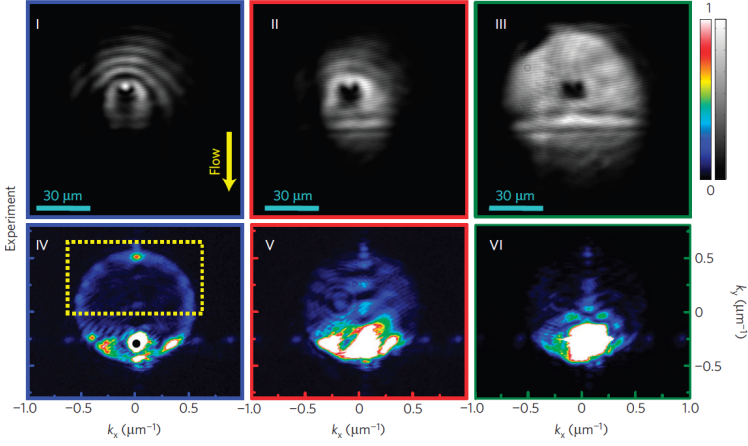 I
II
III
1
0
Flow
30 μm
30 μm
30 μm
Experiment
IV
V
VI
0.5
0
−0.5
k_y (μm⁻¹)
−1.0
−0.5
0
0.5
−1.0
−0.5
0
0.5
−1.0
−0.5
0
0.5
1.0
k_x (μm⁻¹)
k_x (μm⁻¹)
k_x (μm⁻¹)